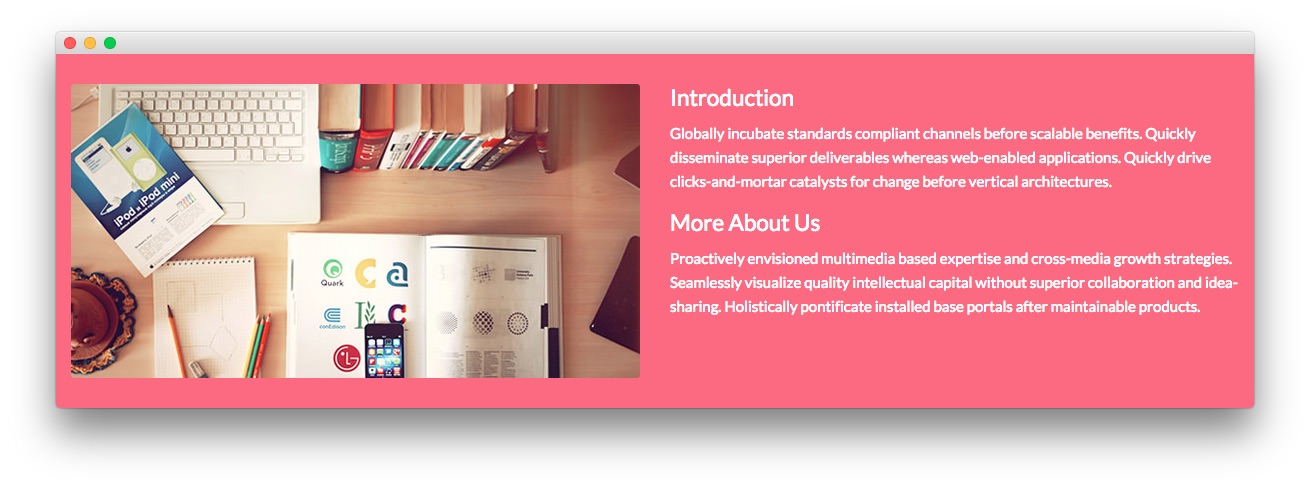 Introduction
Globally incubate standards compliant channels before scalable benefits. Quickly
disseminate superior deliverables whereas web-enabled applications. Quickly drive
clicks-and-mortar catalysts for change before vertical architectures.
More About Us
Proactively envisioned multimedia based expertise and cross-media growth strategies.
Seamlessly visualize quality intellectual capital without superior collaboration and idea-
sharing. Holistically pontificate installed base portals after maintainable products.
iPod & iPod mini
Quark
conEdison
LG